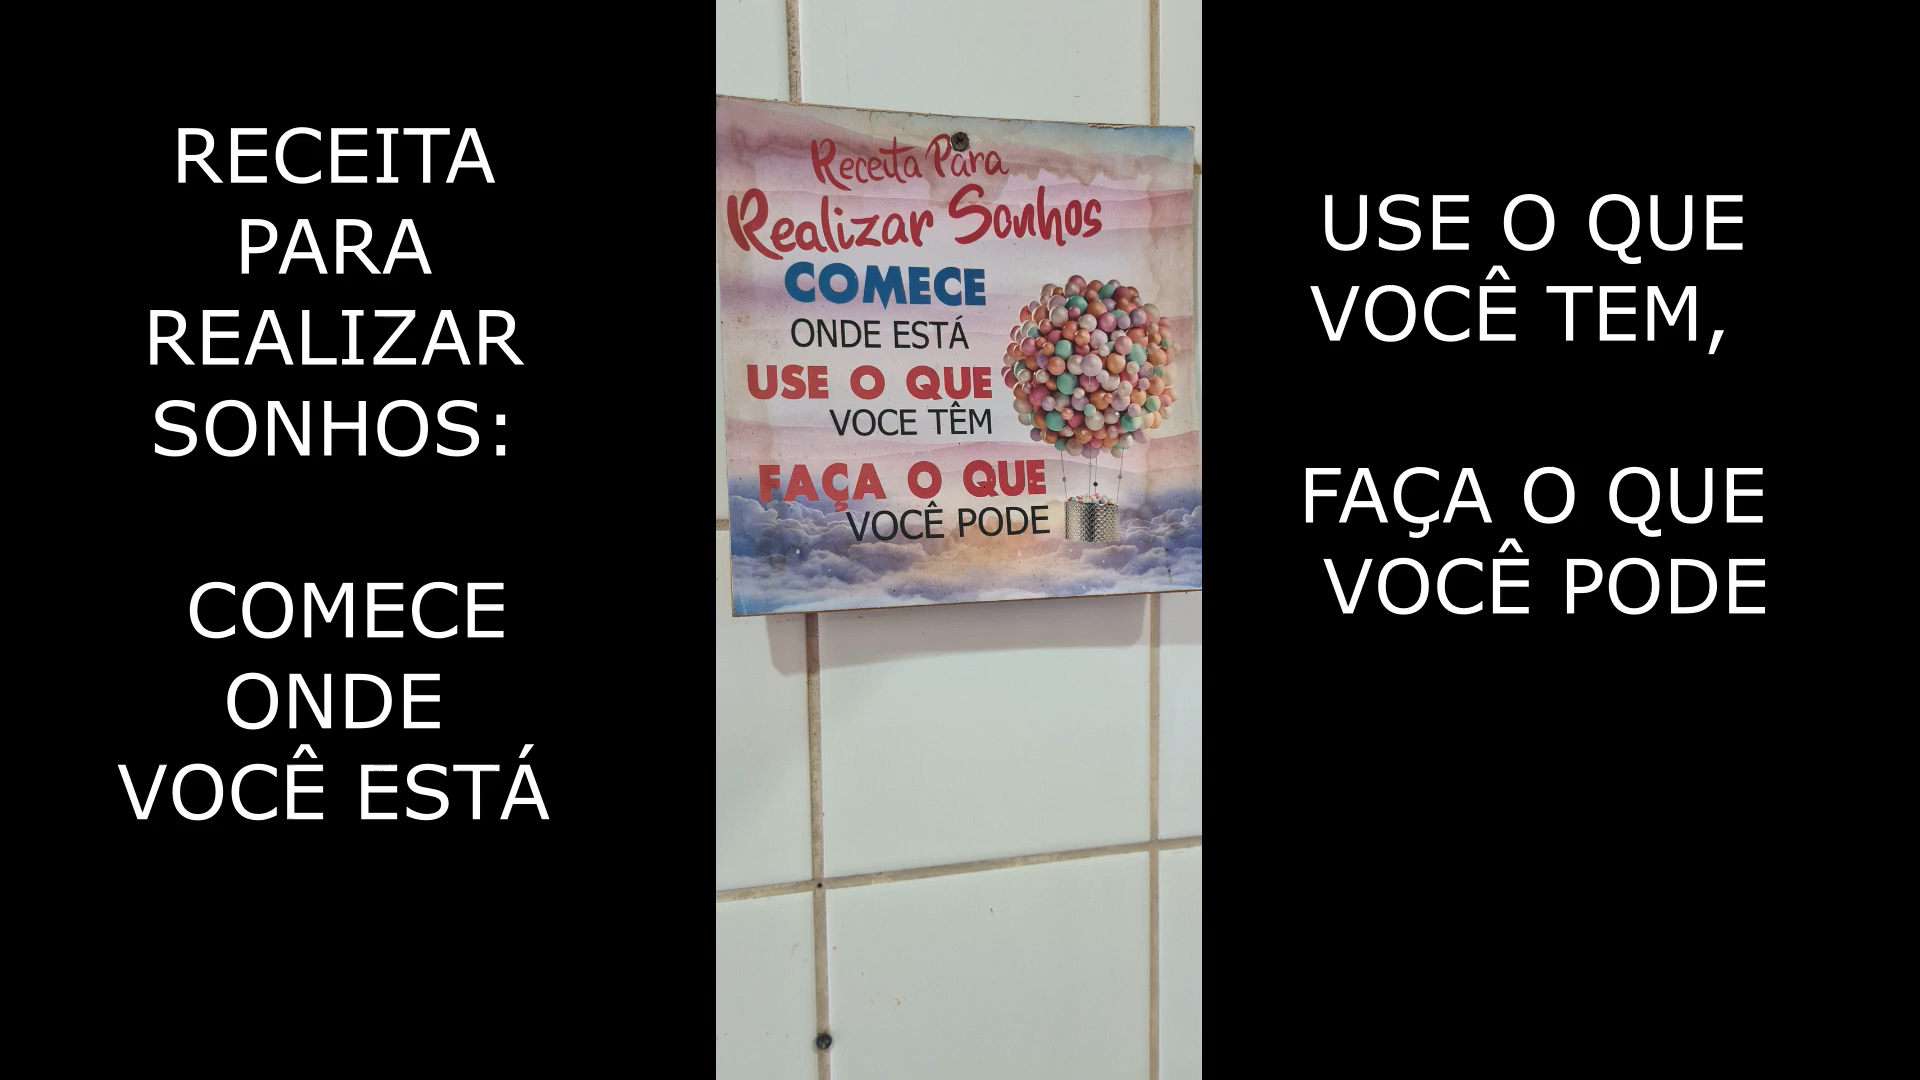 RECEITA
PARA
REALIZAR
SONHOS:
COMECE
ONDE
VOCÊ ESTÁ
Receita Para
Realizar Sonhos
COMECE
ONDE ESTÁ
USE O QUE
VOCE TÊM
FAÇA O QUE
VOCÊ PODE
USE O QUE
VOCÊ TEM,
FAÇA O QUE
VOCÊ PODE